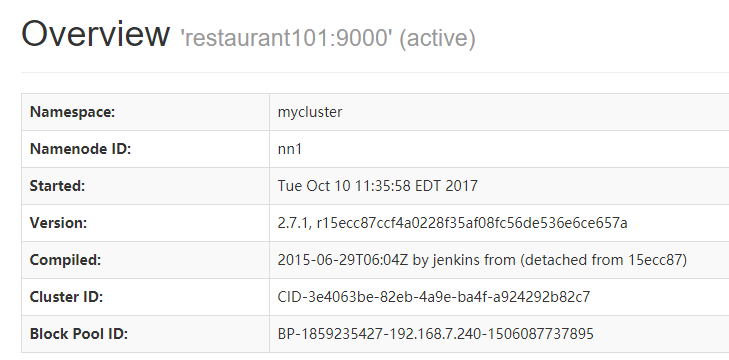 Overview 'restaurant101:9000' (active)
Namespace: mycluster
Namenode ID: nn1
Started: Tue Oct 10 11:35:58 EDT 2017
Version: 2.7.1, r15ecc87ccf4a0228f35af08fc56de536e6ce657a
Compiled: 2015-06-29T06:04Z by jenkins from (detached from 15ecc87)
Cluster ID: CID-3e4063be-82eb-4a9e-ba4f-a924292b82c7
Block Pool ID: BP-1859235427-192.168.7.240-1506087737895